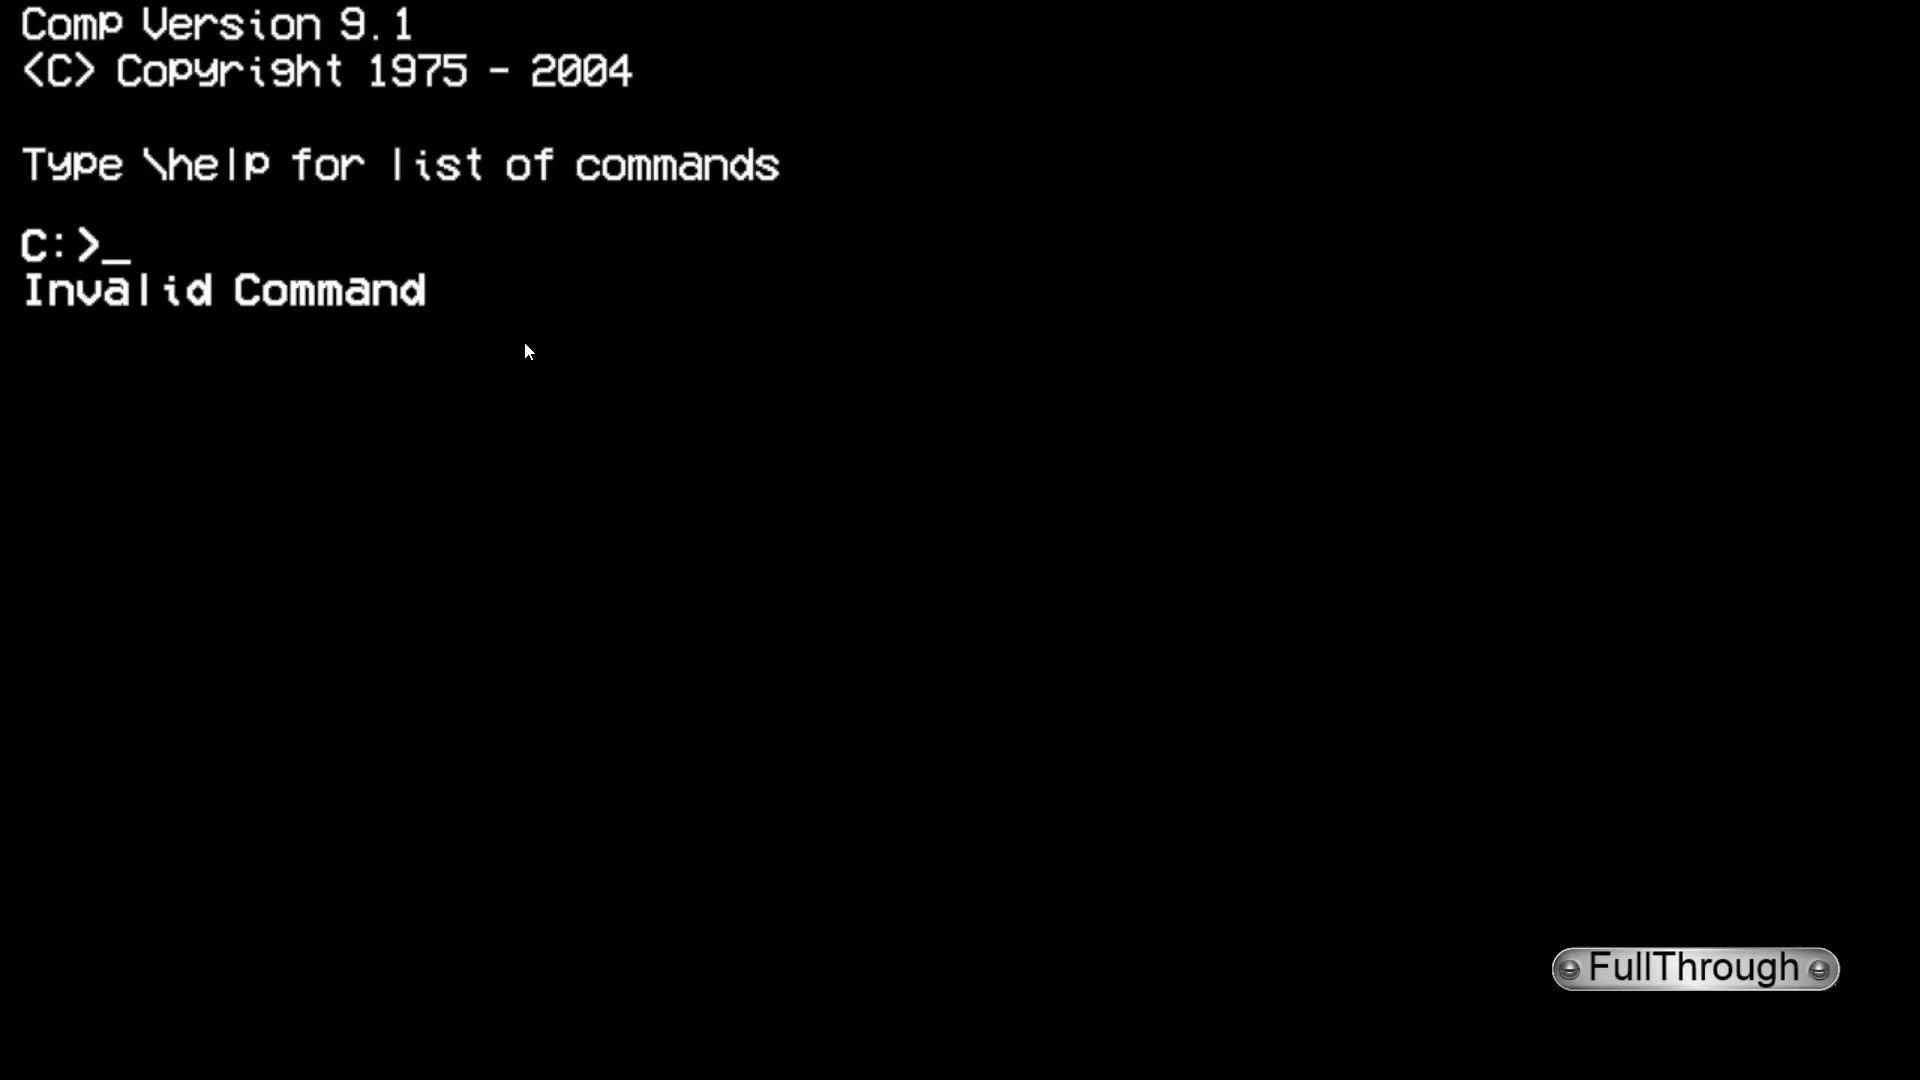 Comp Version 9.1
<C> Copyright 1975 - 2004
Type \help for list of commands
C:>_
Invalid Command
FullThrough